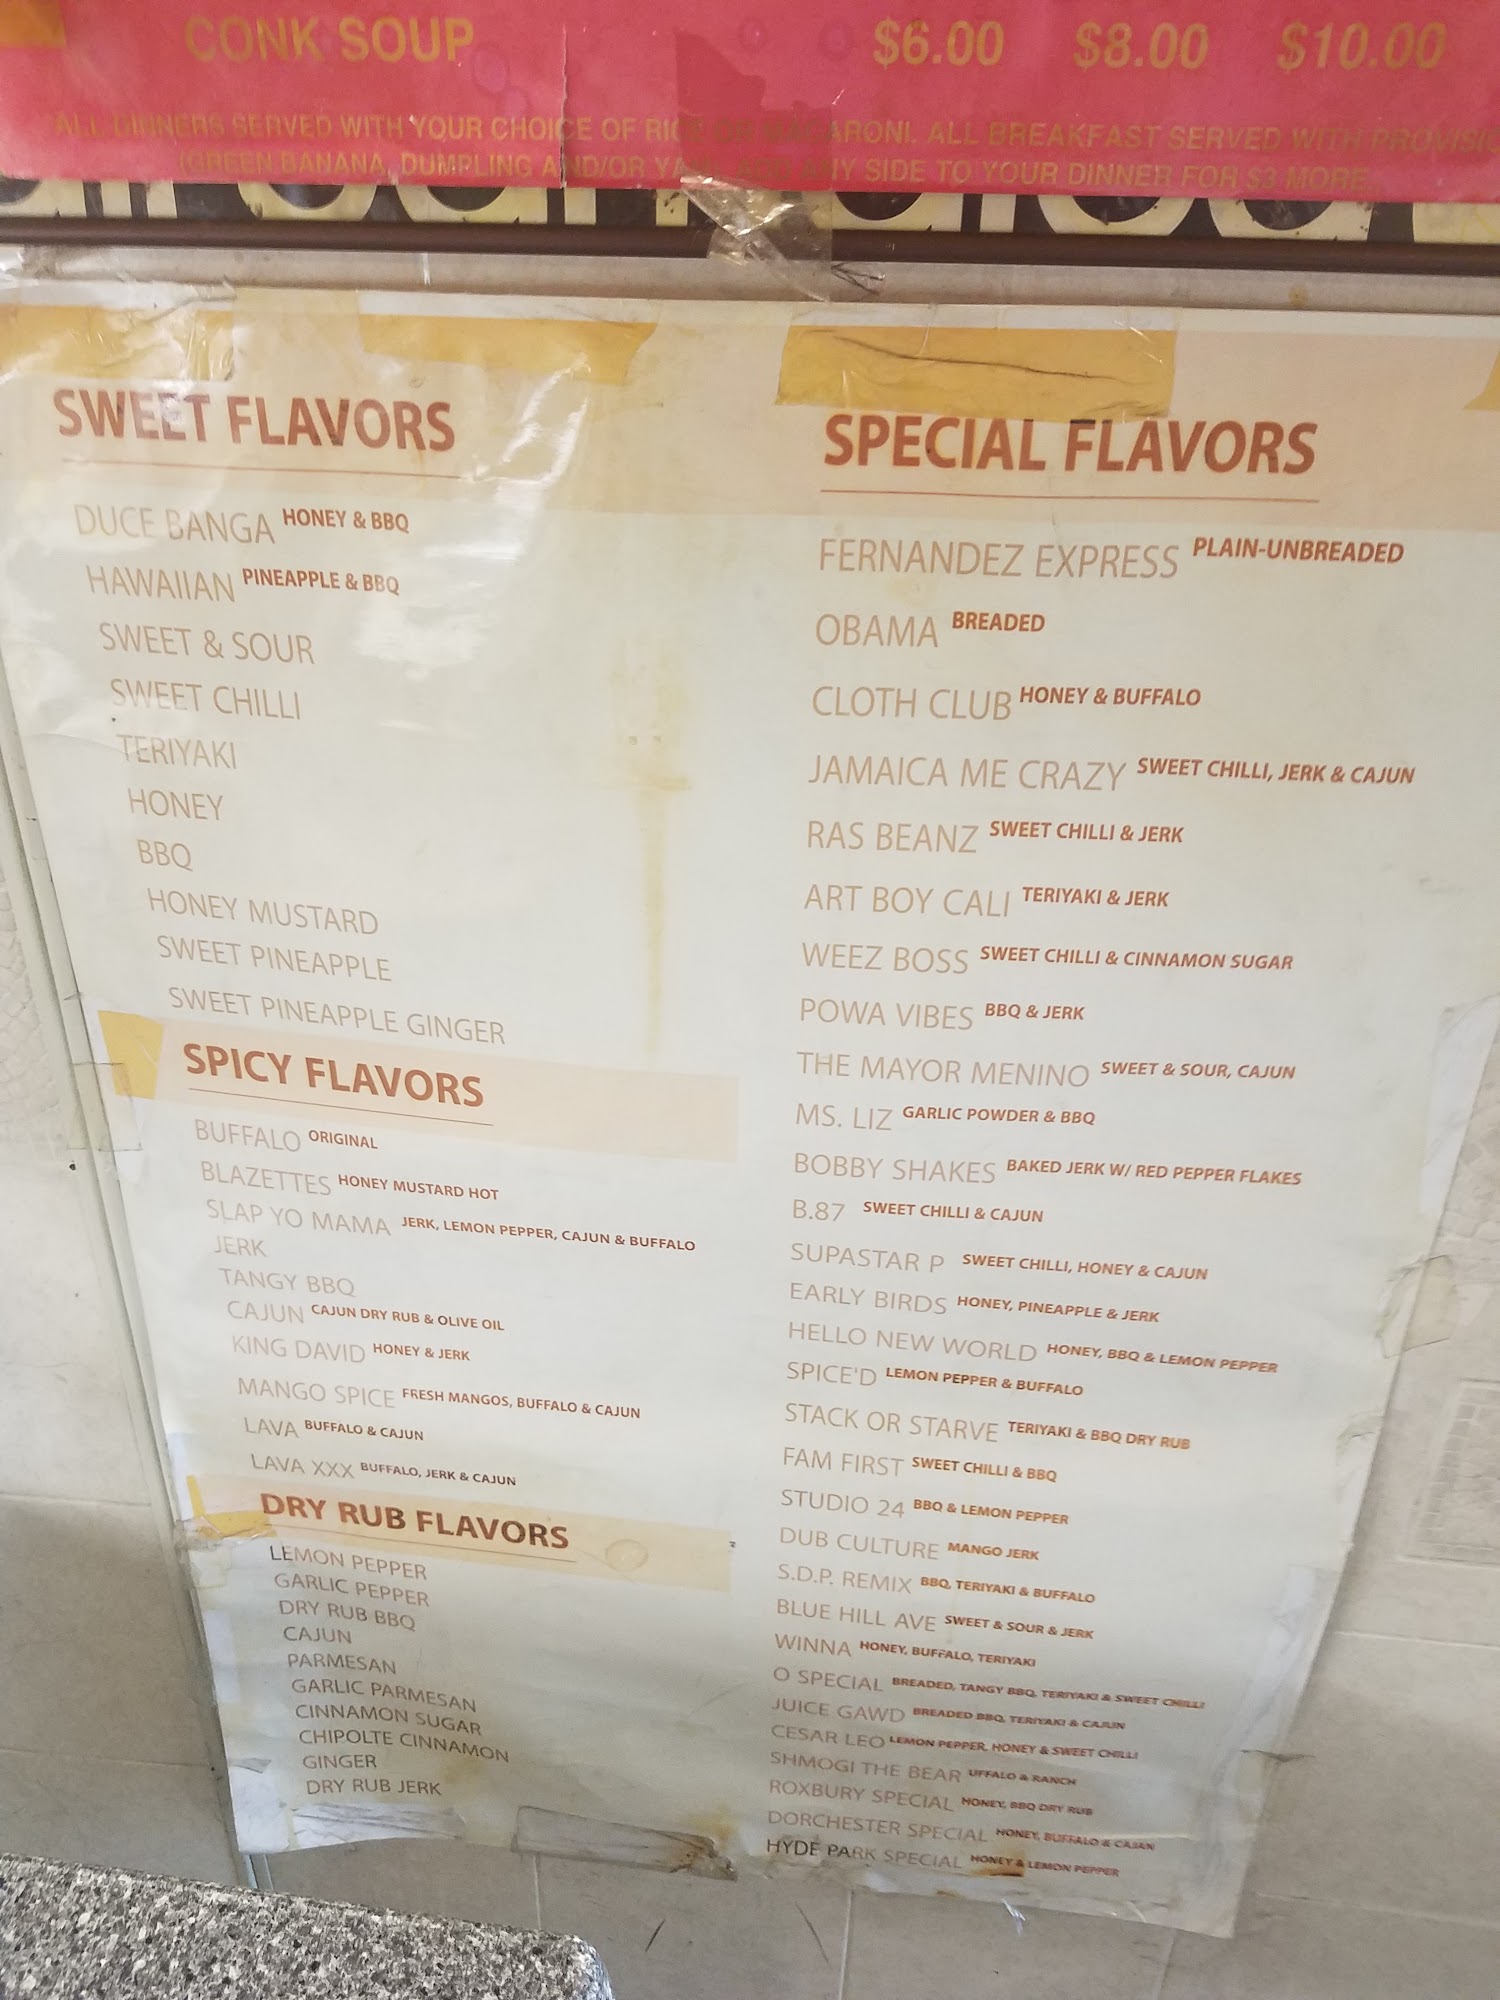 CONK SOUP $6.00 $8.00 $10.00
ALL DINNERS SERVED WITH YOUR CHOICE OF RICE OR MACARONI. ALL BREAKFAST SERVED WITH
(GREEN BANANA, DUMPLING AND/OR ADD ANY SIDE TO YOUR DINNER FOR $3 MORE.
SWEET FLAVORS
DUCE BANGA HONEY & BBQ
HAWAIIAN PINEAPPLE & BBQ
SWEET & SOUR
SWEET CHILLI
TERIYAKI
HONEY
BBQ
HONEY MUSTARD
SWEET PINEAPPLE
SWEET PINEAPPLE GINGER
SPICY FLAVORS
BUFFALO ORIGINAL
BLAZETTES HONEY MUSTARD HOT
SLAP YO MAMA JERK, LEMON PEPPER, CAJUN & BUFFALO
JERK
TANGY BBQ
CAJUN CAJUN DRY RUB & OLIVE OIL
KING DAVID HONEY & JERK
MANGO SPICE FRESH MANGOS, BUFFALO & CAJUN
LAVA BUFFALO & CAJUN
LAVA XXX BUFFALO, JERK & CAJUN
DRY RUB FLAVORS
LEMON PEPPER
GARLIC PEPPER
DRY RUB BBQ
CAJUN
PARMESAN
GARLIC PARMESAN
CINNAMON SUGAR
CHIPOLTE CINNAMON
GINGER
DRY RUB JERK
SPECIAL FLAVORS
FERNANDEZ EXPRESS PLAIN-UNBREADED
OBAMA BREADED
CLOTH CLUB HONEY & BUFFALO
JAMAICA ME CRAZY SWEET CHILLI, JERK & CAJUN
RAS BEANZ SWEET CHILLI & JERK
ART BOY CALI TERIYAKI & JERK
WEEZ BOSS SWEET CHILLI & CINNAMON SUGAR
POWA VIBES BBQ & JERK
THE MAYOR MENINO SWEET & SOUR, CAJUN
MS. LIZ GARLIC POWDER & BBQ
BOBBY SHAKES BAKED JERK W/ RED PEPPER FLAKES
B.87 SWEET CHILLI & CAJUN
SUPASTAR P SWEET CHILLI, HONEY & CAJUN
EARLY BIRDS HONEY, PINEAPPLE & JERK
HELLO NEW WORLD HONEY, BBQ & LEMON PEPPER
SPICE'D LEMON PEPPER & BUFFALO
STACK OR STARVE TERIYAKI & BBQ DRY RUB
FAM FIRST SWEET CHILLI & BBQ
STUDIO 24 BBQ & LEMON PEPPER
DUB CULTURE MANGO JERK
S.D.P. REMIX BBQ, TERIYAKI & BUFFALO
BLUE HILL AVE SWEET & SOUR & JERK
WINNA HONEY, BUFFALO, TERIYAKI
O SPECIAL BREADED, TANGY BBQ, TERIYAKI & SWEET CHILLI
JUICE GAWD BREADED BBQ, TERIYAKI & CAJUN
CESAR LEO LEMON PEPPER, HONEY & SWEET CHILLI
SHMOGI THE BEAR UFFALO & RANCH
ROXBURY SPECIAL HONEY, BBQ DRY RUB
DORCHESTER SPECIAL HONEY, BUFFALO & CAJAN
HYDE PARK SPECIAL HONEY & LEMON PEPPER